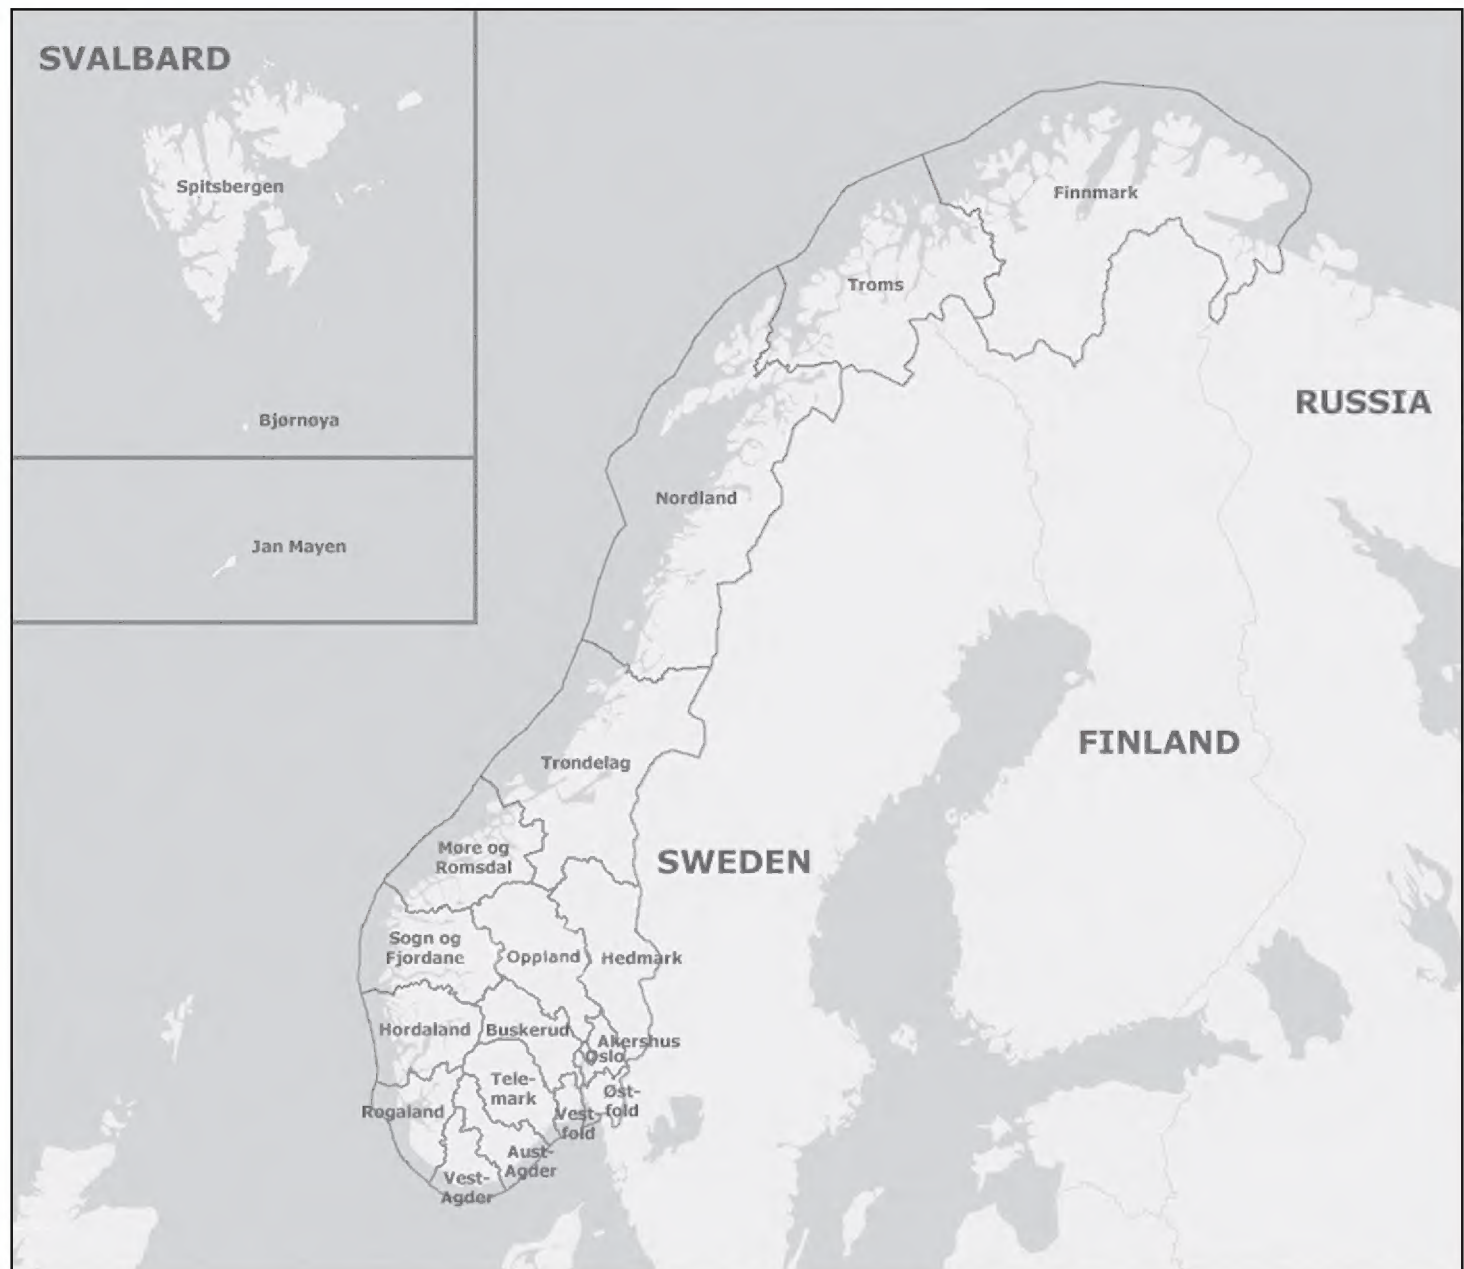 SVALBARD
Spitsbergen
Bjørnøya
Jan Mayen
Finnmark
Troms
RUSSIA
Nordland
FINLAND
Trøndelag
SWEDEN
Møre og
Romsdal
Sogn og
Fjordane
Oppland
Hedmark
Hordaland
Buskerud
Akershus
Oslo
Tele-
mark
Øst-
fold
Rogaland
Vest-
fold
Aust-
Agder
Vest-
Agder